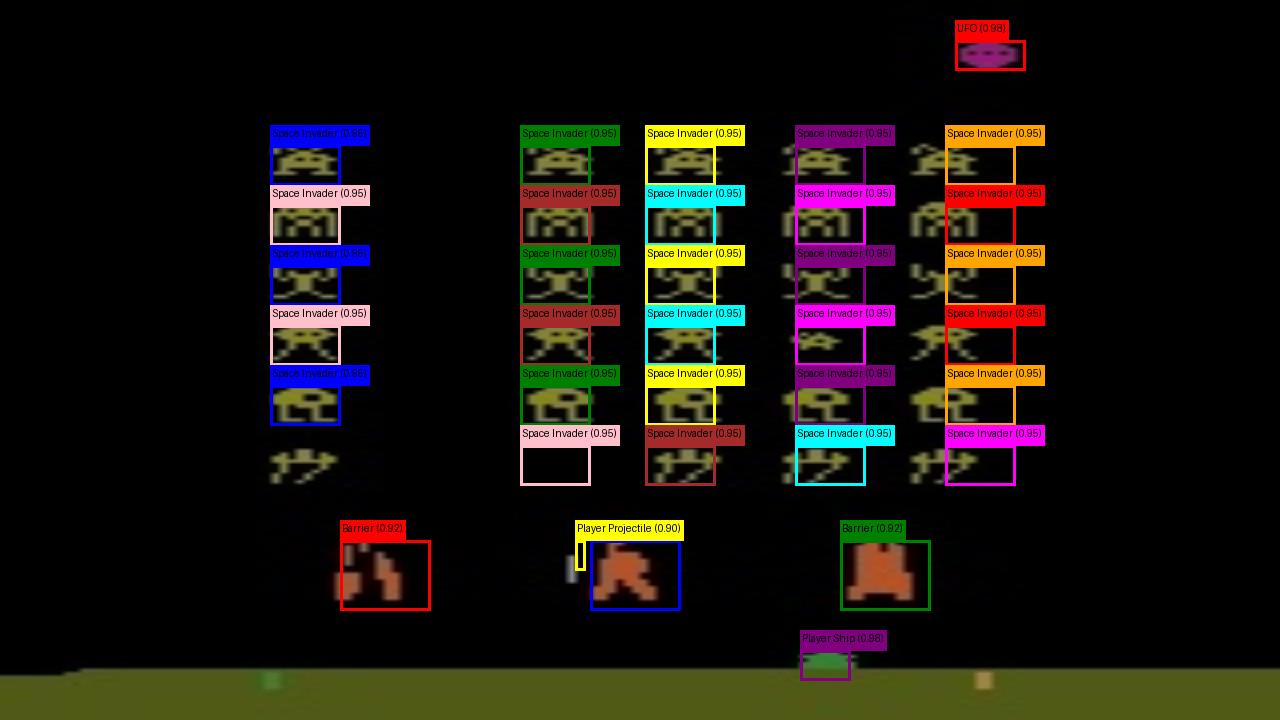 UFO (0.98)
Space Invader Space Invader (0.95) Space Invader (0.95) Space Invader (0.95) Space Invader (0.95)
Space Invader (0.95) Space Invader (0.95) Space Invader (0.95) Space Invader (0.95) Space Invader (0.95)
Space Invader Space Invader (0.95) Space Invader (0.95) Space Invader (0.95) Space Invader (0.95)
Space Invader (0.95) Space Invader (0.95) Space Invader (0.95) Space Invader (0.95) Space Invader (0.95)
Space Invader Space Invader (0.95) Space Invader (0.95) Space Invader (0.95) Space Invader (0.95)
Space Invader (0.95) Space Invader (0.95) Space Invader (0.95) Space Invader (0.95)
Barrier (0.92) Player Projectile (0.90) Barrier (0.92)
Player Ship (0.98)